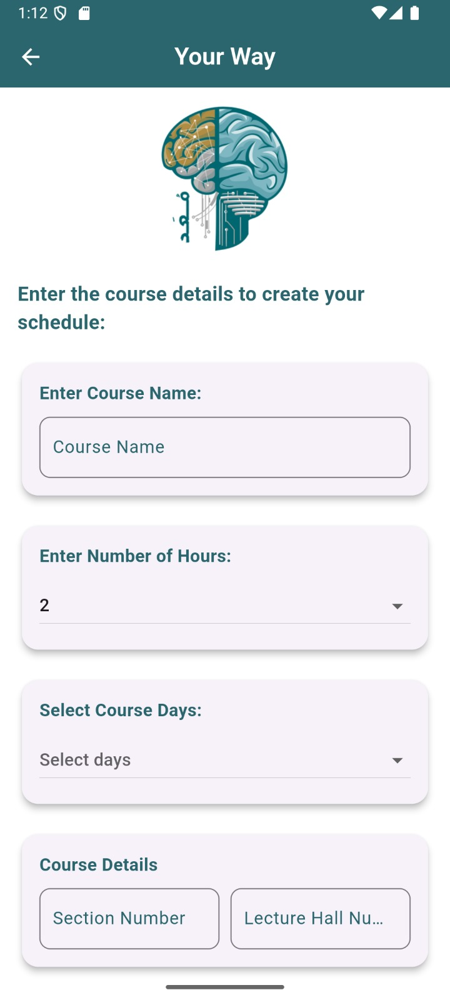 1:12
Your Way
Enter the course details to create your
schedule:
Enter Course Name:
Course Name
Enter Number of Hours:
2
Select Course Days:
Select days
Course Details
Section Number
Lecture Hall Nu...